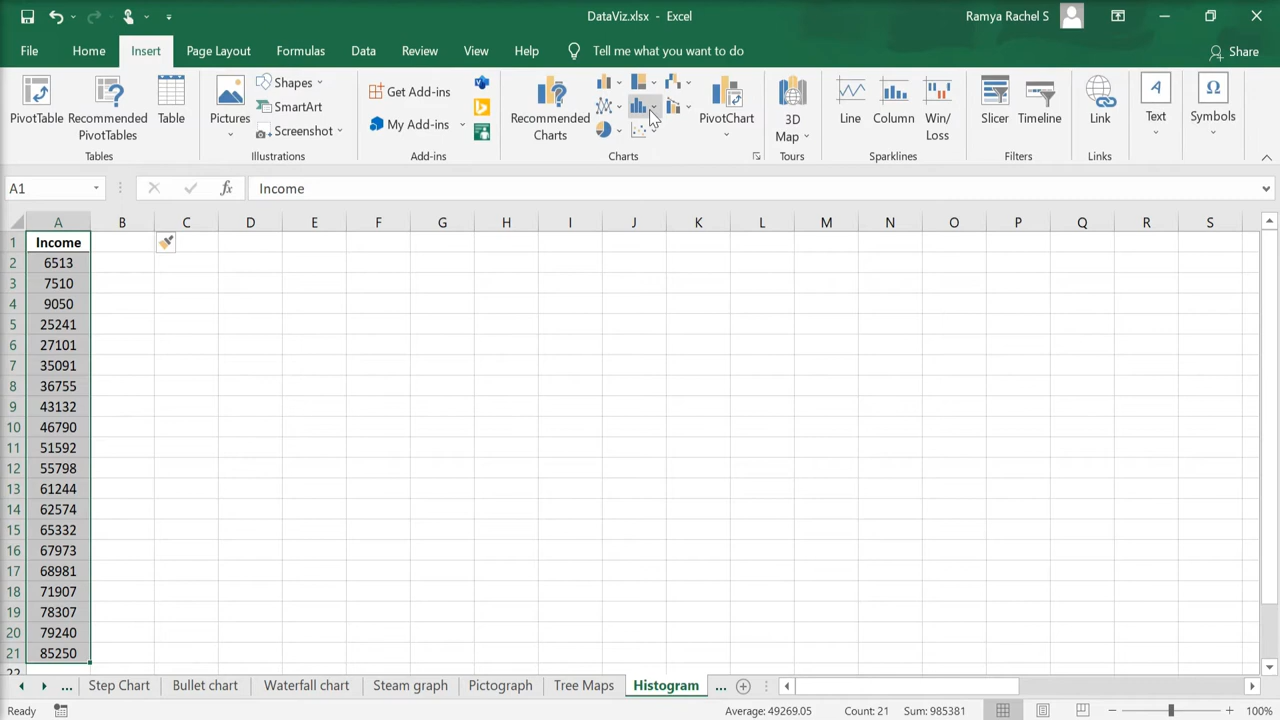 DataViz.xlsx - Excel
Ramya Rachel S
File Home Insert Page Layout Formulas Data Review View Help Tell me what you want to do
Share
PivotTable
Recommended
PivotTables
Table
Tables
Pictures
Shapes
SmartArt
Screenshot
Illustrations
Get Add-ins
My Add-ins
Add-ins
Recommended
Charts
PivotChart
Charts
3D
Map
Tours
Line
Column
Win/
Loss
Sparklines
Slicer
Timeline
Filters
Link
Links
Text
Symbols
A1
fx
Income
A B C D E F G H I J K L M N O P Q R S
1 Income
2 6513
3 7510
4 9050
5 25241
6 27101
7 35091
8 36755
9 43132
10 46790
11 51592
12 55798
13 61244
14 62574
15 65332
16 67973
17 68981
18 71907
19 78307
20 79240
21 85250
22
... Step Chart Bullet chart Waterfall chart Steam graph Pictograph Tree Maps Histogram ...
Ready
Average: 49269.05 Count: 21 Sum: 985381
100%